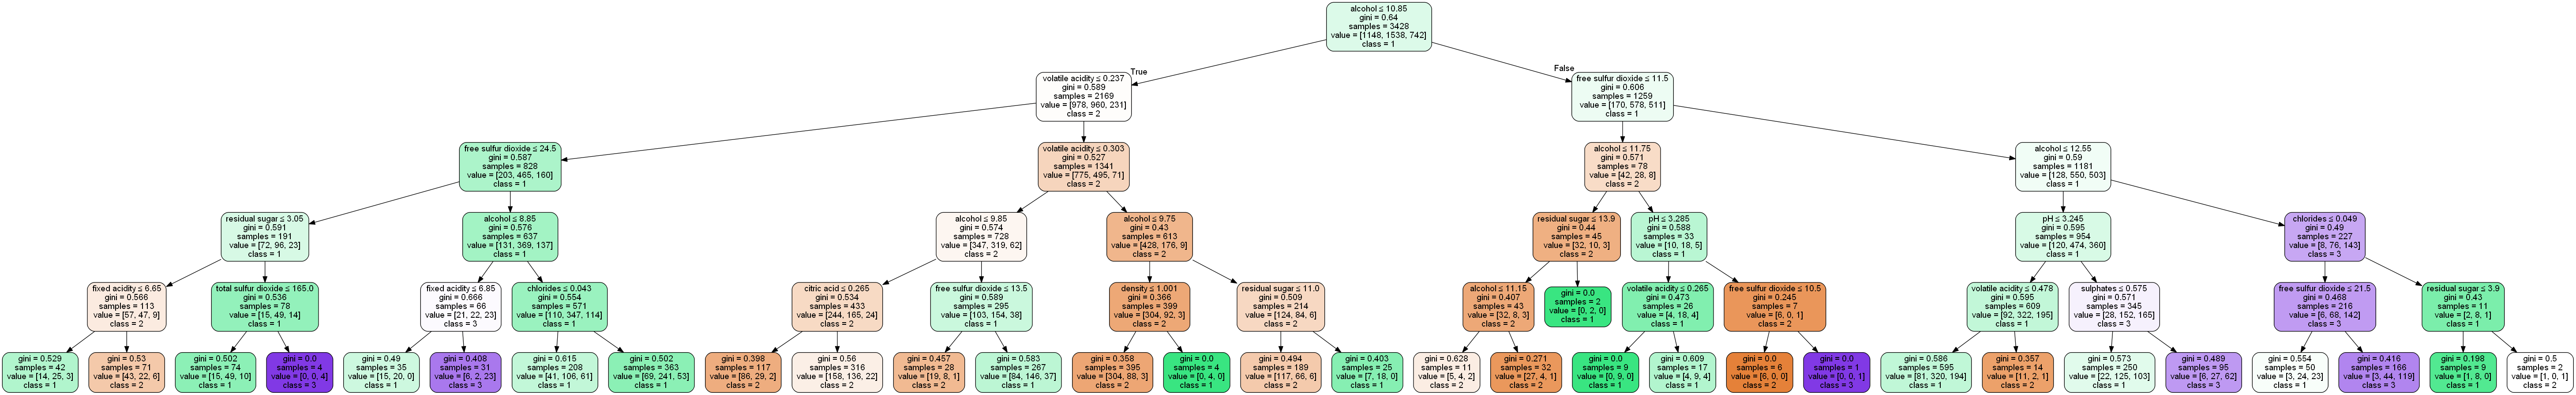 alcohol ≤ 10.85
gini = 0.64
samples = 3428
value = [1148, 1538, 742]
class = 1
True
False
volatile acidity ≤ 0.237
gini = 0.589
samples = 2169
value = [978, 960, 231]
class = 2
free sulfur dioxide ≤ 11.5
gini = 0.606
samples = 1259
value = [170, 578, 511]
class = 1
free sulfur dioxide ≤ 24.5
gini = 0.587
samples = 828
value = [203, 465, 160]
class = 1
volatile acidity ≤ 0.303
gini = 0.527
samples = 1341
value = [775, 495, 71]
class = 2
alcohol ≤ 11.75
gini = 0.571
samples = 78
value = [42, 28, 8]
class = 2
alcohol ≤ 12.55
gini = 0.59
samples = 1181
value = [128, 550, 503]
class = 1
residual sugar ≤ 3.05
gini = 0.591
samples = 191
value = [72, 96, 23]
class = 1
alcohol ≤ 8.85
gini = 0.576
samples = 637
value = [131, 369, 137]
class = 1
alcohol ≤ 9.85
gini = 0.574
samples = 728
value = [347, 319, 62]
class = 2
alcohol ≤ 9.75
gini = 0.43
samples = 613
value = [428, 176, 9]
class = 2
residual sugar ≤ 13.9
gini = 0.44
samples = 45
value = [32, 10, 3]
class = 2
pH ≤ 3.285
gini = 0.588
samples = 33
value = [10, 18, 5]
class = 1
pH ≤ 3.245
gini = 0.595
samples = 954
value = [120, 474, 360]
class = 1
chlorides ≤ 0.049
gini = 0.49
samples = 227
value = [8, 76, 143]
class = 3
fixed acidity ≤ 6.65
gini = 0.566
samples = 113
value = [57, 47, 9]
class = 2
total sulfur dioxide ≤ 165.0
gini = 0.536
samples = 78
value = [15, 49, 14]
class = 1
fixed acidity ≤ 6.85
gini = 0.666
samples = 66
value = [21, 22, 23]
class = 3
chlorides ≤ 0.043
gini = 0.554
samples = 571
value = [110, 347, 114]
class = 1
citric acid ≤ 0.265
gini = 0.534
samples = 433
value = [244, 165, 24]
class = 2
free sulfur dioxide ≤ 13.5
gini = 0.589
samples = 295
value = [103, 154, 38]
class = 1
density ≤ 1.001
gini = 0.366
samples = 399
value = [304, 92, 3]
class = 2
residual sugar ≤ 11.0
gini = 0.509
samples = 214
value = [124, 84, 6]
class = 2
alcohol ≤ 11.15
gini = 0.407
samples = 43
value = [32, 8, 3]
class = 2
gini = 0.0
samples = 2
value = [0, 2, 0]
class = 1
volatile acidity ≤ 0.265
gini = 0.473
samples = 26
value = [4, 18, 4]
class = 1
free sulfur dioxide ≤ 10.5
gini = 0.245
samples = 7
value = [6, 0, 1]
class = 2
volatile acidity ≤ 0.478
gini = 0.595
samples = 609
value = [92, 322, 195]
class = 1
sulphates ≤ 0.575
gini = 0.571
samples = 345
value = [28, 152, 165]
class = 3
free sulfur dioxide ≤ 21.5
gini = 0.468
samples = 216
value = [6, 68, 142]
class = 3
residual sugar ≤ 3.9
gini = 0.43
samples = 11
value = [2, 8, 1]
class = 1
gini = 0.529
samples = 42
value = [14, 25, 3]
class = 1
gini = 0.53
samples = 71
value = [43, 22, 6]
class = 2
gini = 0.502
samples = 74
value = [15, 49, 10]
class = 1
gini = 0.0
samples = 4
value = [0, 0, 4]
class = 3
gini = 0.49
samples = 35
value = [15, 20, 0]
class = 1
gini = 0.408
samples = 31
value = [6, 2, 23]
class = 3
gini = 0.615
samples = 208
value = [41, 106, 61]
class = 1
gini = 0.502
samples = 363
value = [69, 241, 53]
class = 1
gini = 0.398
samples = 117
value = [86, 29, 2]
class = 2
gini = 0.56
samples = 316
value = [158, 136, 22]
class = 2
gini = 0.457
samples = 28
value = [19, 8, 1]
class = 2
gini = 0.583
samples = 267
value = [84, 146, 37]
class = 1
gini = 0.358
samples = 395
value = [304, 88, 3]
class = 2
gini = 0.0
samples = 4
value = [0, 4, 0]
class = 1
gini = 0.494
samples = 189
value = [117, 66, 6]
class = 2
gini = 0.403
samples = 25
value = [7, 18, 0]
class = 1
gini = 0.628
samples = 11
value = [5, 4, 2]
class = 2
gini = 0.271
samples = 32
value = [27, 4, 1]
class = 2
gini = 0.0
samples = 9
value = [0, 9, 0]
class = 1
gini = 0.609
samples = 17
value = [4, 9, 4]
class = 1
gini = 0.0
samples = 6
value = [6, 0, 0]
class = 2
gini = 0.0
samples = 1
value = [0, 0, 1]
class = 3
gini = 0.586
samples = 595
value = [81, 320, 194]
class = 1
gini = 0.357
samples = 14
value = [11, 2, 1]
class = 2
gini = 0.573
samples = 250
value = [22, 125, 103]
class = 1
gini = 0.489
samples = 95
value = [6, 27, 62]
class = 3
gini = 0.554
samples = 50
value = [3, 24, 23]
class = 1
gini = 0.416
samples = 166
value = [3, 44, 119]
class = 3
gini = 0.198
samples = 9
value = [1, 8, 0]
class = 1
gini = 0.5
samples = 2
value = [1, 0, 1]
class = 2